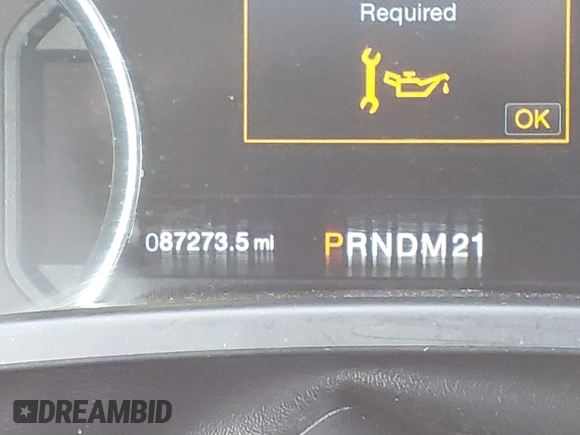 Required
OK
087273.5 mi PRNDM21
DREAMBID